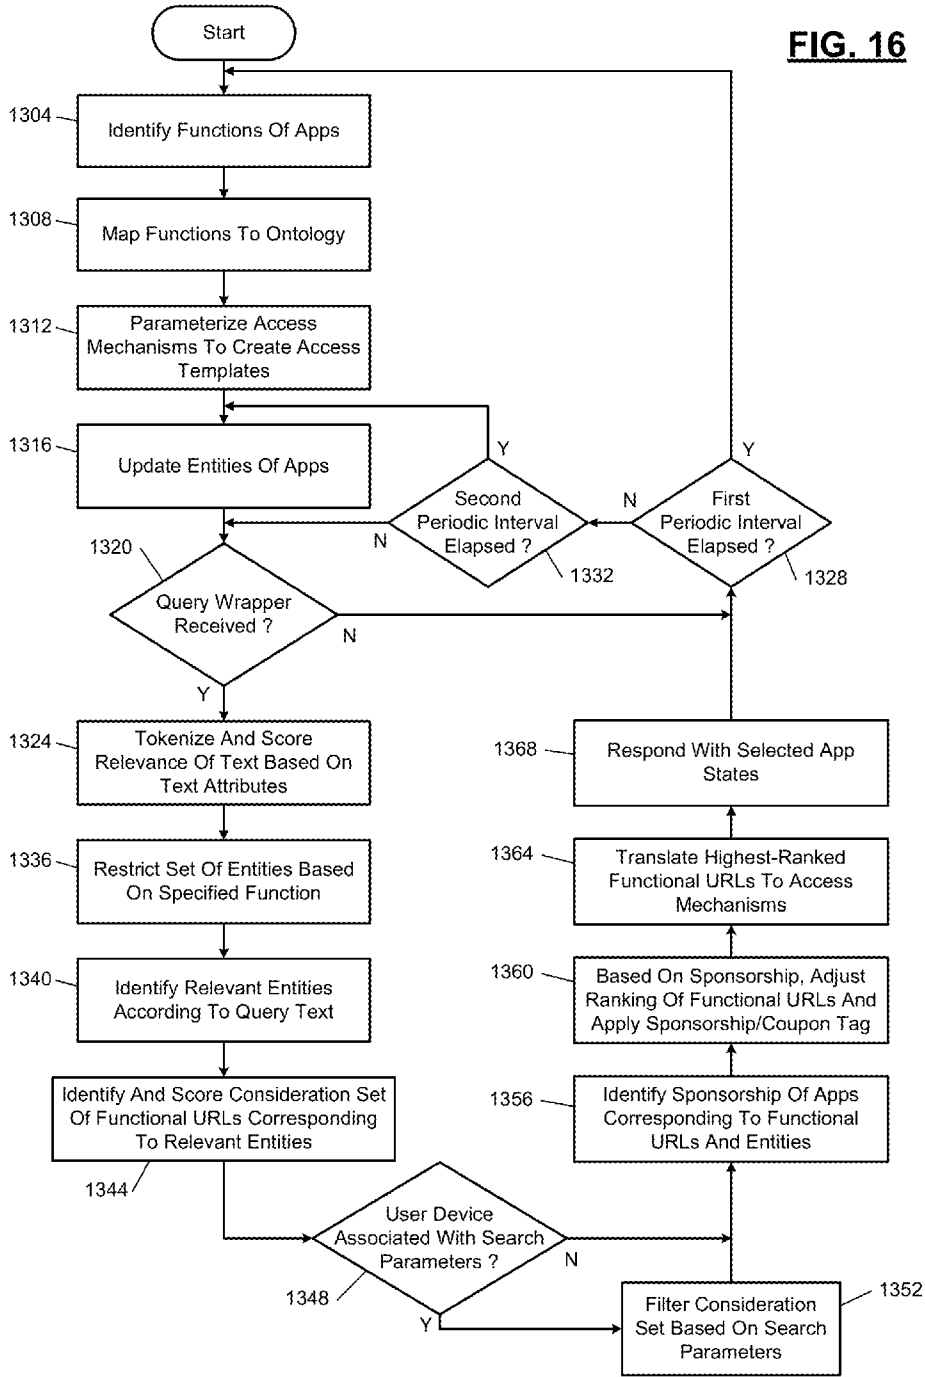 FIG. 16
Start
1304
Identify Functions Of Apps
1308
Map Functions To Ontology
1312
Parameterize Access
Mechanisms To Create Access
Templates
1316
Update Entities Of Apps
Y
Second
Periodic Interval
Elapsed ?
N
1332
Y
First
Periodic Interval
Elapsed ?
N
1328
1320
Query Wrapper
Received ?
N
Y
1324
Tokenize And Score
Relevance Of Text Based On
Text Attributes
1336
Restrict Set Of Entities Based
On Specified Function
1340
Identify Relevant Entities
According To Query Text
Identify And Score Consideration Set
Of Functional URLs Corresponding
To Relevant Entities
1344
User Device
Associated With Search
Parameters ?
N
1348
Y
1352
Filter Consideration
Set Based On Search
Parameters
1356
Identify Sponsorship Of Apps
Corresponding To Functional
URLs And Entities
1360
Based On Sponsorship, Adjust
Ranking Of Functional URLs And
Apply Sponsorship/Coupon Tag
1364
Translate Highest-Ranked
Functional URLs To Access
Mechanisms
1368
Respond With Selected App
States